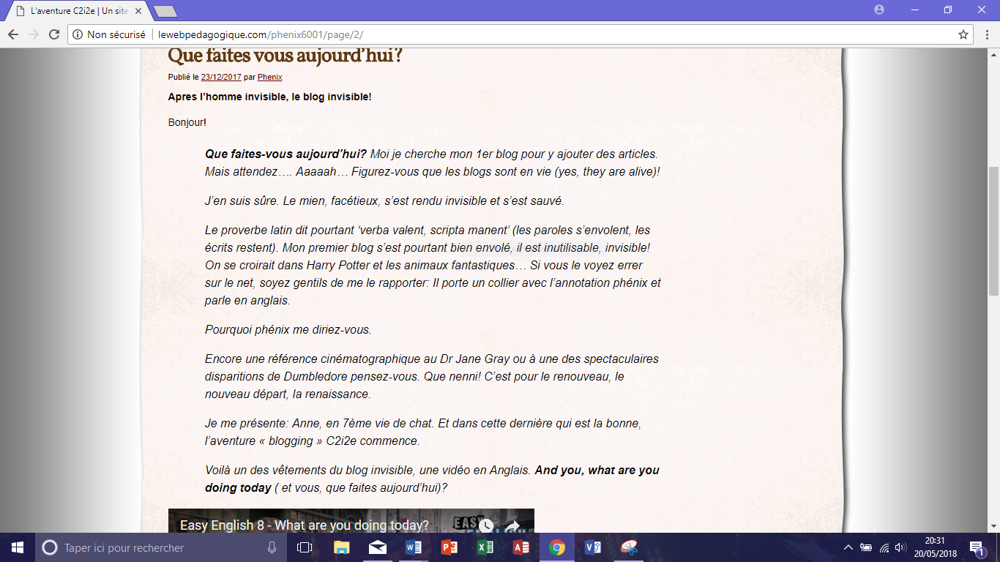 L'aventure C2i2e | Un site
Non sécurisé | lewebpedagogique.com/phenix6001/page/2/
Que faites vous aujourd'hui?
Publié le 23/12/2017 par Phenix
Apres l'homme invisible, le blog invisible!
Bonjour!
Que faites-vous aujourd'hui? Moi je cherche mon 1er blog pour y ajouter des articles.
Mais attendez…. Aaaaah… Figurez-vous que les blogs sont en vie (yes, they are alive)!
J'en suis sûre. Le mien, facétieux, s'est rendu invisible et s'est sauvé.
Le proverbe latin dit pourtant 'verba valent, scripta manent' (les paroles s'envolent, les
écrits restent). Mon premier blog s'est pourtant bien envolé, il est inutilisable, invisible!
On se croirait dans Harry Potter et les animaux fantastiques… Si vous le voyez errer
sur le net, soyez gentils de me le rapporter: Il porte un collier avec l'annotation phénix et
parle en anglais.
Pourquoi phénix me diriez-vous.
Encore une référence cinématographique au Dr Jane Gray ou à une des spectaculaires
disparitions de Dumbledore pensez-vous. Que nenni! C'est pour le renouveau, le
nouveau départ, la renaissance.
Je me présente: Anne, en 7ème vie de chat. Et dans cette dernière qui est la bonne,
l'aventure « blogging » C2i2e commence.
Voilà un des vêtements du blog invisible, une vidéo en Anglais. And you, what are you
doing today ( et vous, que faites aujourd'hui)?
Easy English 8 - What are you doing today?
EASY
Taper ici pour rechercher
20:31
20/05/2018
1